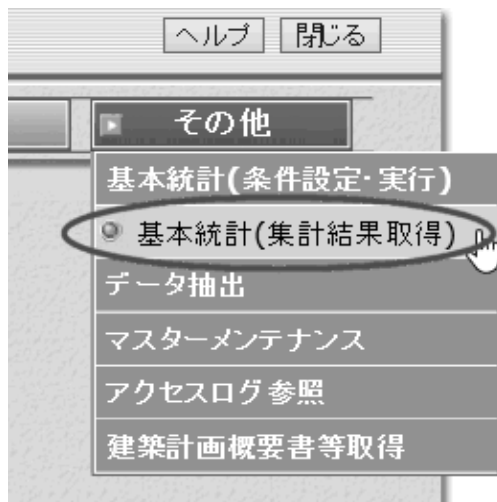 ヘルプ 閉じる
その他
基本統計(条件設定・実行)
基本統計(集計結果取得)
データ抽出
マスターメンテナンス
アクセスログ参照
建築計画概要書等取得